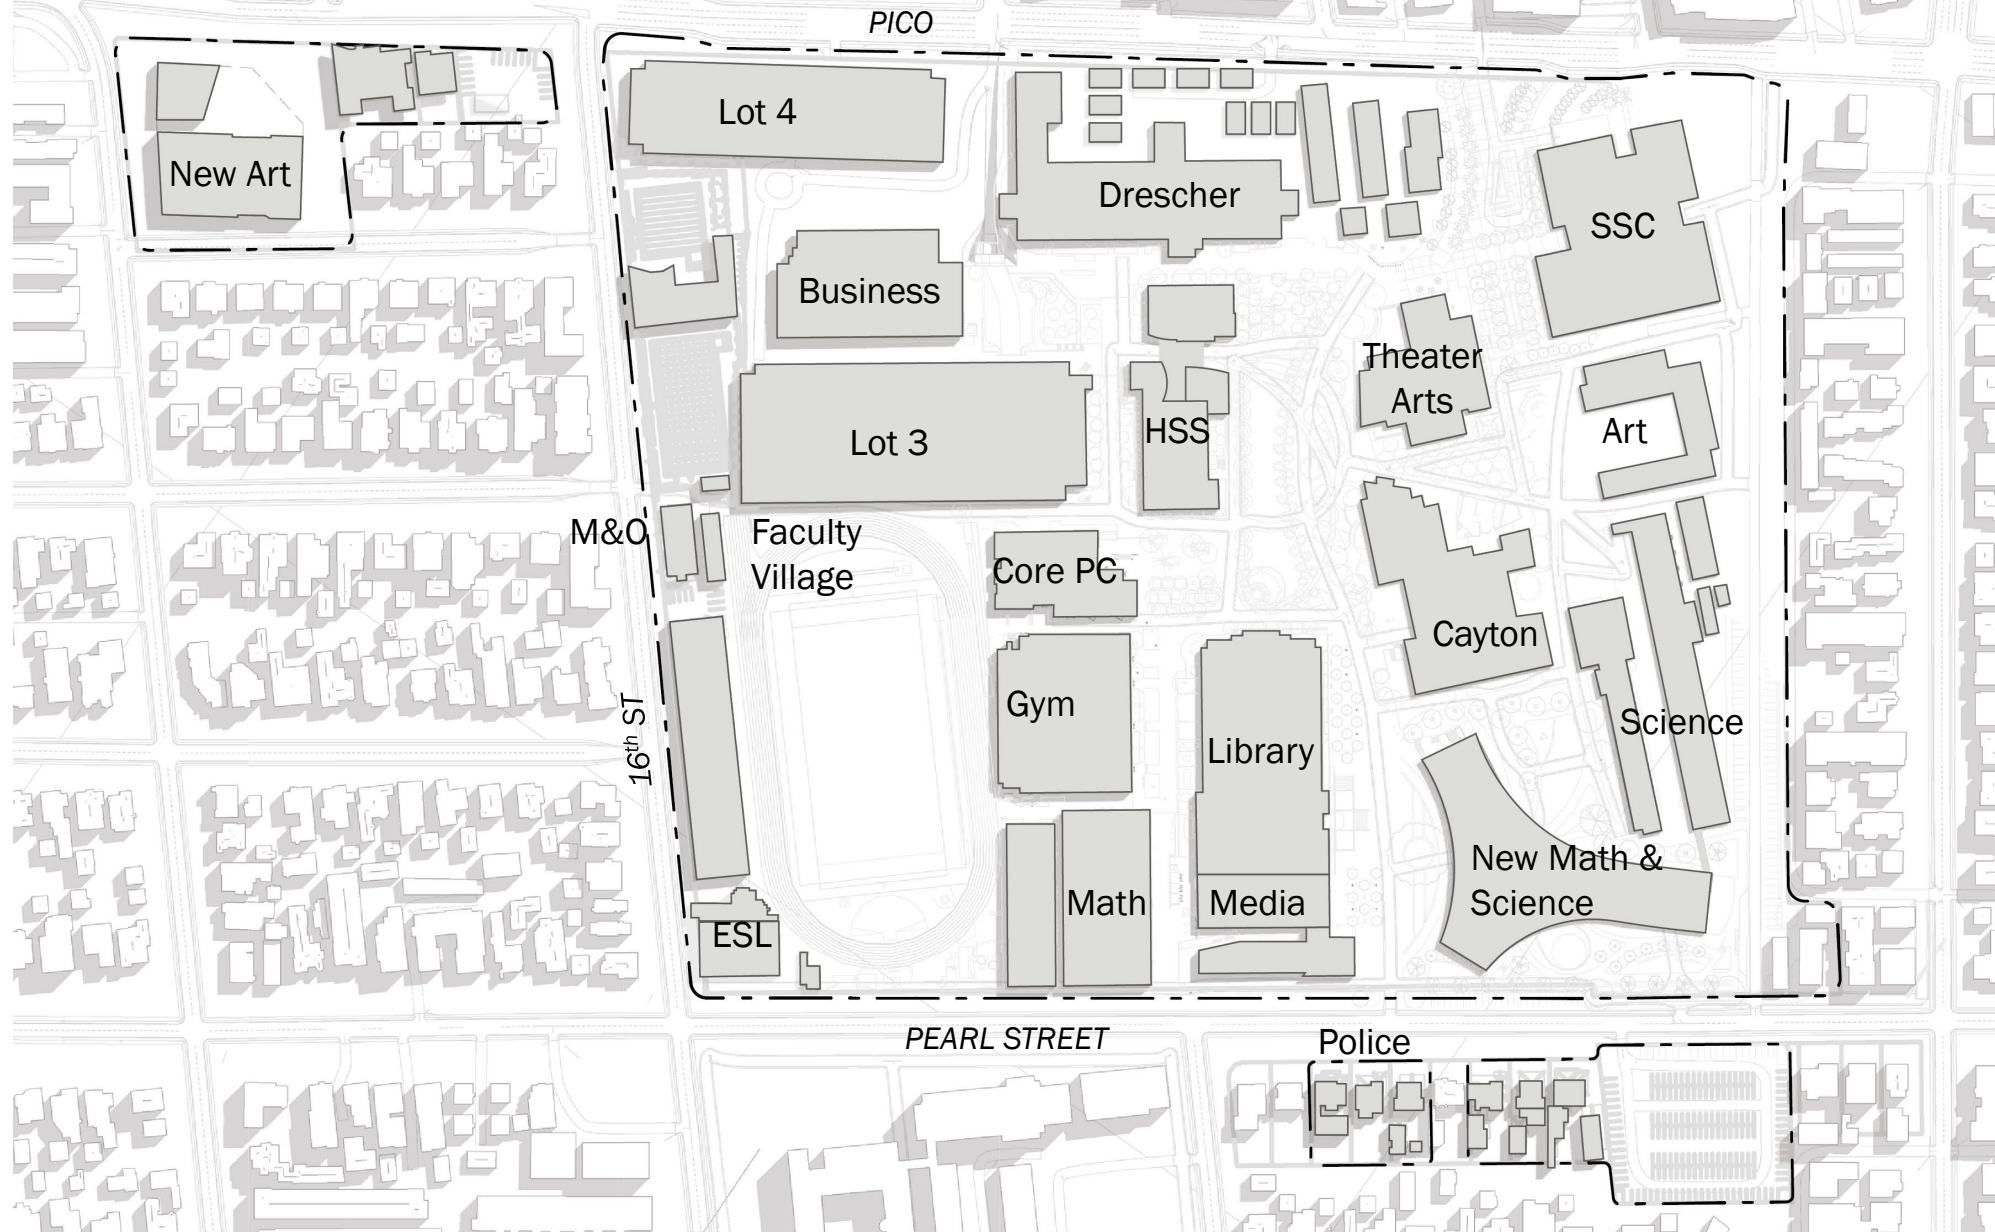 PICO
Lot 4
New Art
Drescher
SSC
Business
Theater
Arts
HSS
Art
Lot 3
M&O
Faculty
Village
Core PC
Cayton
Gym
16th ST
Library
Science
New Math &
Science
Math
Media
ESL
PEARL STREET
Police